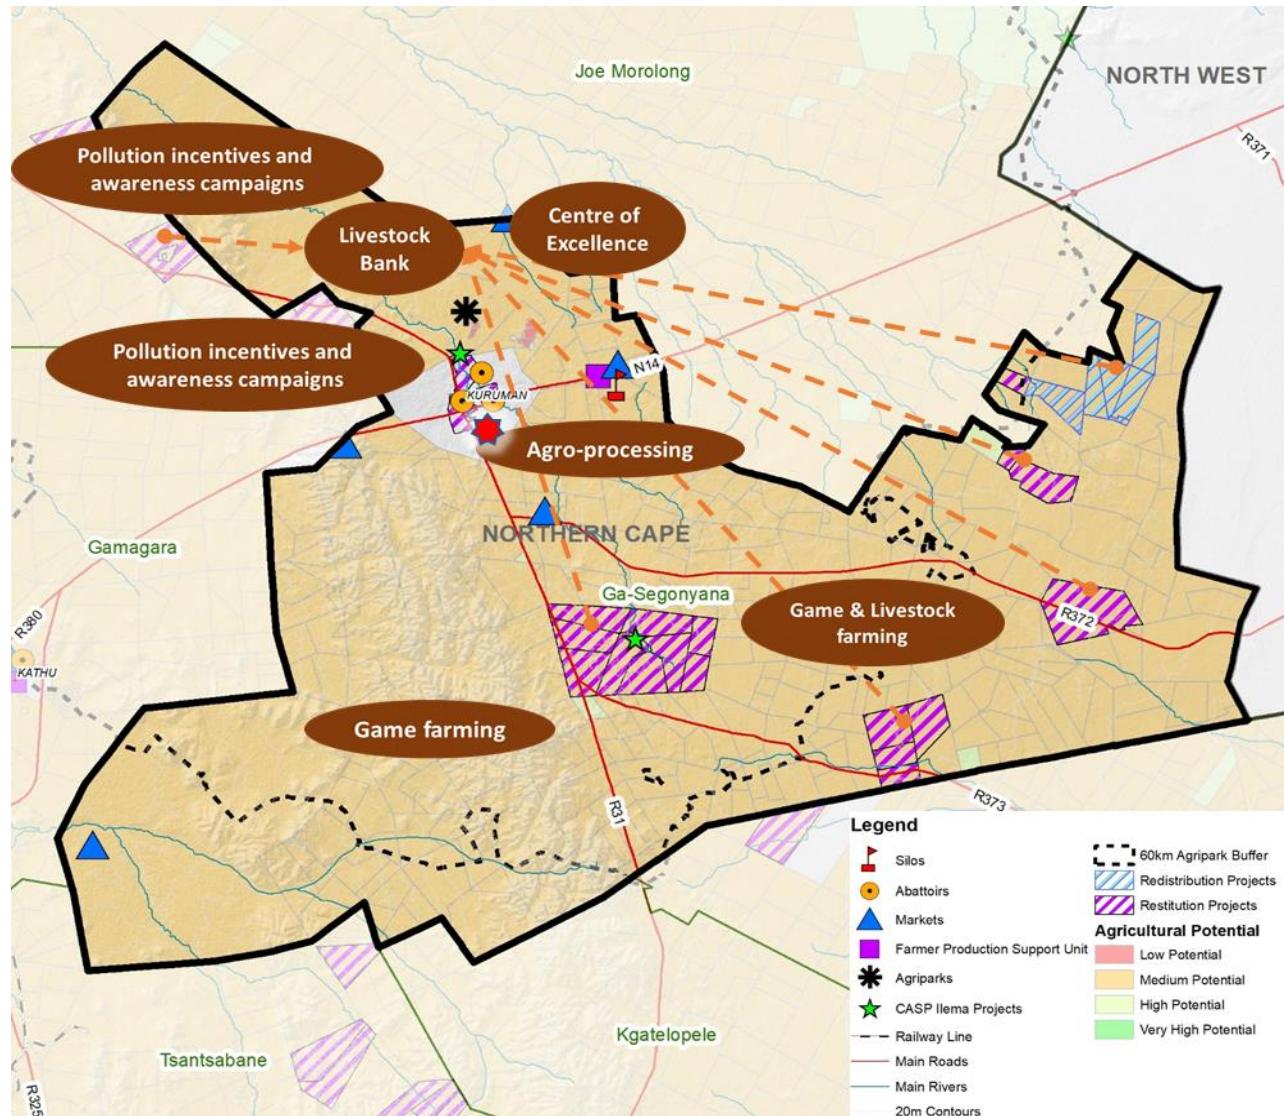 Joe Morolong
NORTH WEST
R371
Pollution incentives and
awareness campaigns
Centre of
Excellence
Livestock
Bank
Pollution incentives and
awareness campaigns
N14
KURUMAN
Agro-processing
NORTHERN CAPE
Gamagara
Ga-Segonyana
Game & Livestock
farming
R372
R380
KATHU
Game farming
R31
R373
Tsantsabane
Kgatelopele
R325
Legend
Silos
Abattoirs
Markets
Farmer Production Support Unit
Agriparks
CASP Ilema Projects
Railway Line
Main Roads
Main Rivers
20m Contours
60km Agripark Buffer
Redistribution Projects
Restitution Projects
Agricultural Potential
Low Potential
Medium Potential
High Potential
Very High Potential